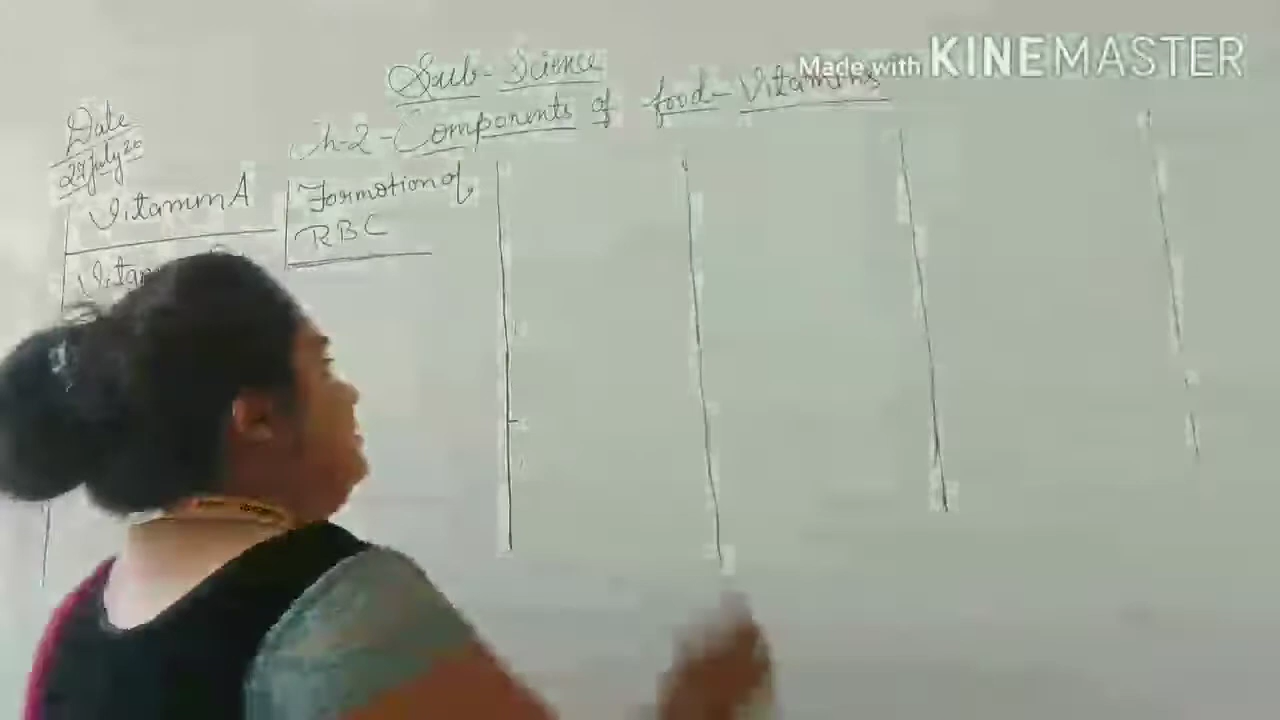 Made with KINEMASTER
Sub- Science
Ch-2- Components of food- Vitamins
Date
29 July 20
Vitamin A
Formation of
RBC